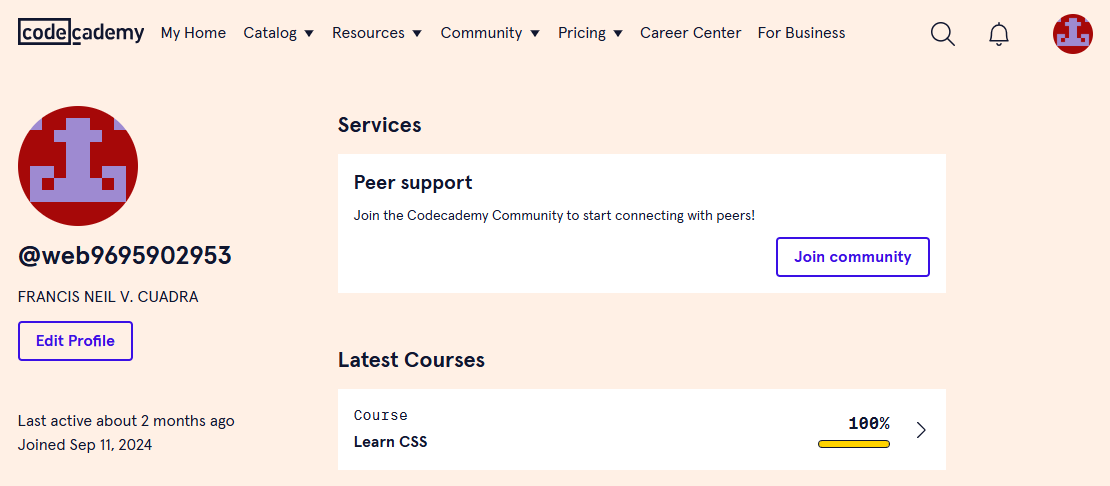 codecademy My Home Catalog Resources Community Pricing Career Center For Business
@web9695902953
FRANCIS NEIL V. CUADRA
Edit Profile
Last active about 2 months ago
Joined Sep 11, 2024
Services
Peer support
Join the Codecademy Community to start connecting with peers!
Join community
Latest Courses
Course
Learn CSS
100%